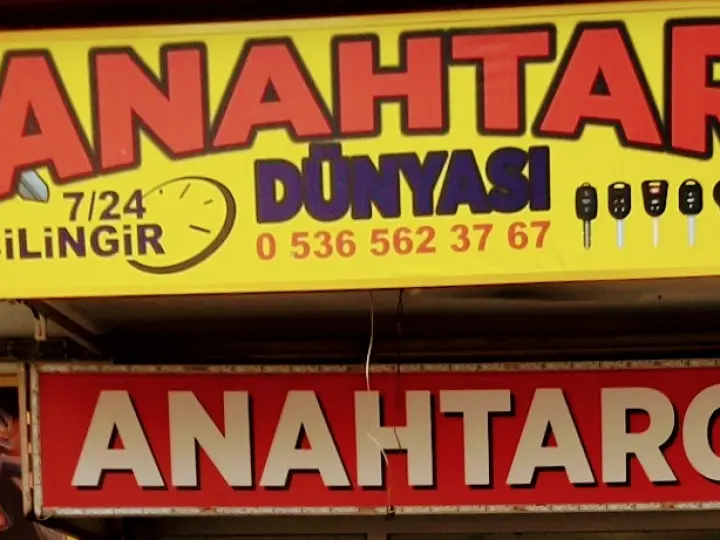 ANAHTAR
DÜNYASI
7/24
ÇİLİNGİR
0 536 562 37 67
ANAHTARC